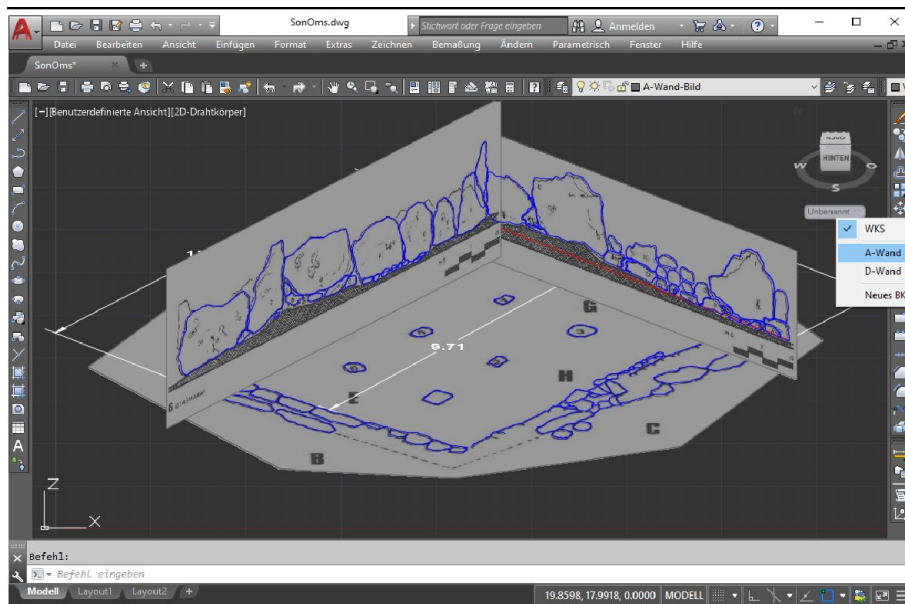 SonOms.dwg
Stichwort oder Frage eingeben
Anmelden
Datei Bearbeiten Ansicht Einfügen Format Extras Zeichnen Bemaßung Ändern Parametrisch Fenster Hilfe
SonOms*
A-Wand-Bild
[−][Benutzerdefinierte Ansicht][2D-Drahtkörper]
HINTEN
W O
S
Unbenannt
WKS
A-Wand
D-Wand
Neues BK
G
9.71
E H
B C
Z
X
Befehl:
Befehl eingeben
Modell Layout1 Layout2 +
19.8598, 17.9918, 0.0000 MODELL